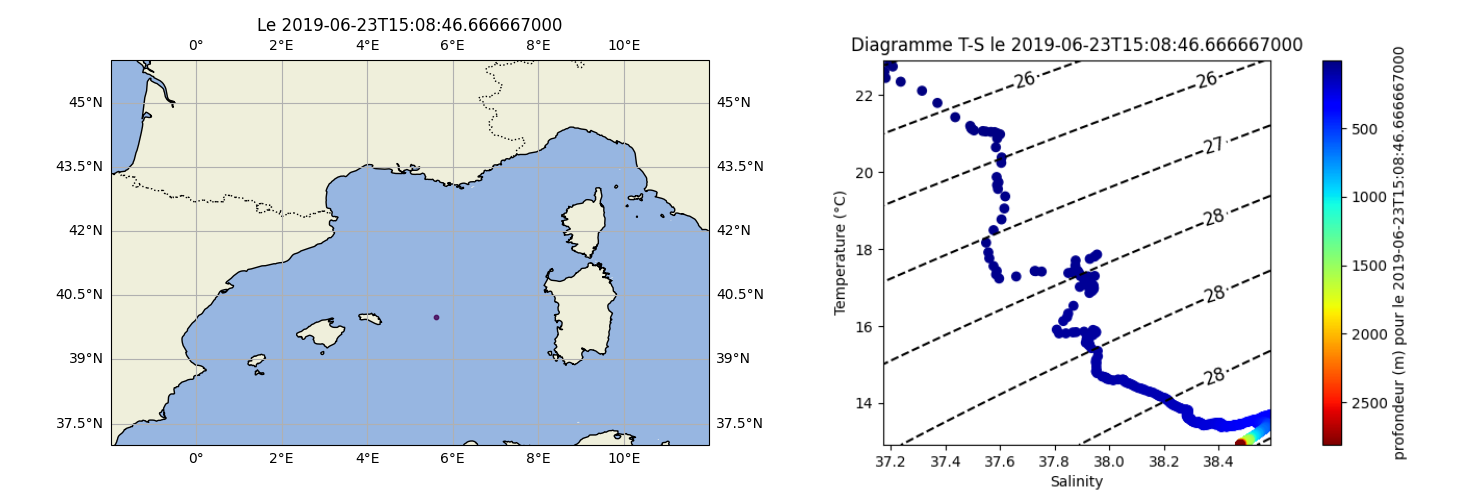 Le 2019-06-23T15:08:46.666667000
0° 2°E 4°E 6°E 8°E 10°E
45°N 45°N
43.5°N 43.5°N
42°N 42°N
40.5°N 40.5°N
39°N 39°N
37.5°N 37.5°N
0° 2°E 4°E 6°E 8°E 10°E
Diagramme T-S le 2019-06-23T15:08:46.666667000
Temperature (°C)
22
20
18
16
14
26 26
27
28
28
28
37.2 37.4 37.6 37.8 38.0 38.2 38.4
Salinity
500
1000
1500
2000
2500
profondeur (m) pour le 2019-06-23T15:08:46.666667000